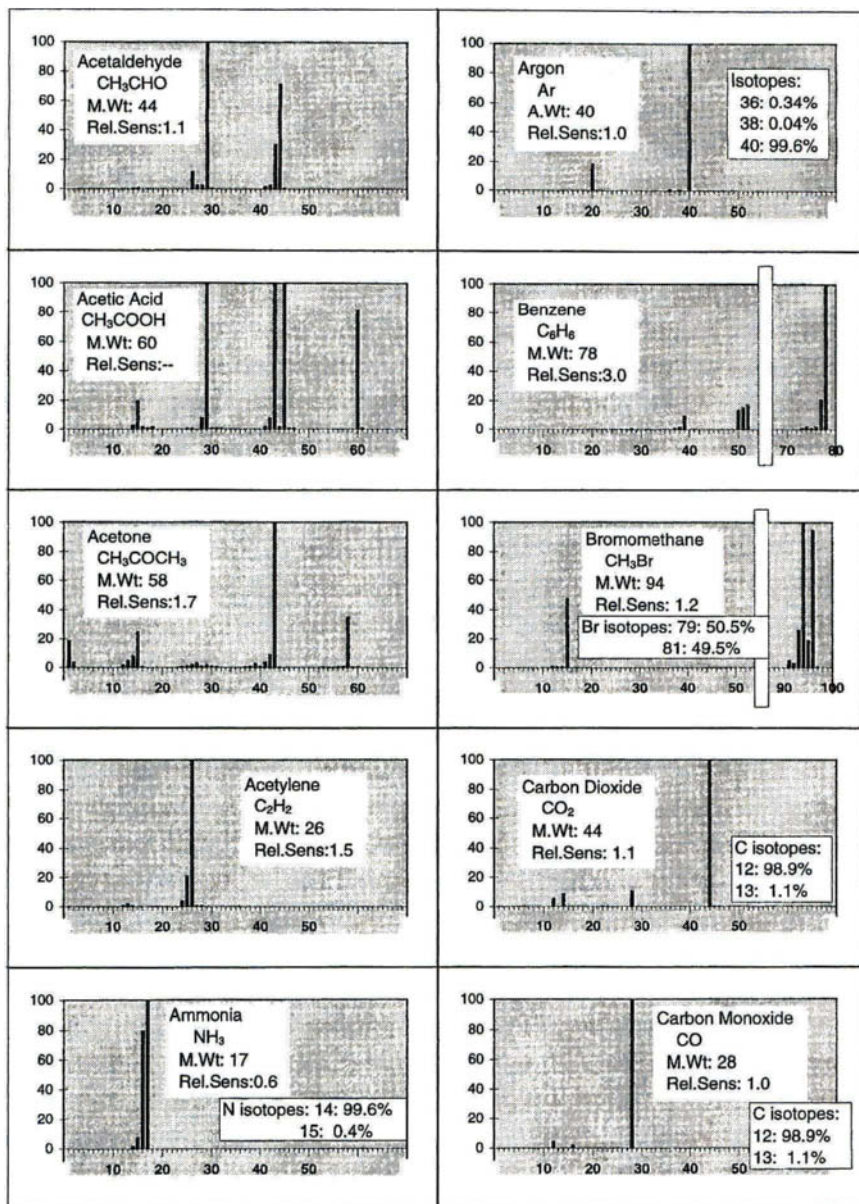 100
80
60
40
20
0
Acetaldehyde
CH₃CHO
M.Wt: 44
Rel.Sens:1.1
10 20 30 40 50 60
100
80
60
40
20
0
Argon
Ar
A.Wt: 40
Rel.Sens:1.0
Isotopes:
36: 0.34%
38: 0.04%
40: 99.6%
10 20 30 40 50
100
80
60
40
20
0
Acetic Acid
CH₃COOH
M.Wt: 60
Rel.Sens:--
10 20 30 40 50 60
100
80
60
40
20
0
Benzene
C₆H₆
M.Wt: 78
Rel.Sens:3.0
10 20 30 40 50 70 80
100
80
60
40
20
0
Acetone
CH₃COCH₃
M.Wt: 58
Rel.Sens:1.7
10 20 30 40 50 60
100
80
60
40
20
0
Bromomethane
CH₃Br
M.Wt: 94
Rel.Sens: 1.2
Br isotopes: 79: 50.5%
81: 49.5%
10 20 30 40 50 90 100
100
80
60
40
20
0
Acetylene
C₂H₂
M.Wt: 26
Rel.Sens:1.5
10 20 30 40 50 60
100
80
60
40
20
0
Carbon Dioxide
CO₂
M.Wt: 44
Rel.Sens: 1.1
C isotopes:
12: 98.9%
13: 1.1%
10 20 30 40 50
100
80
60
40
20
0
Ammonia
NH₃
M.Wt: 17
Rel.Sens:0.6
N isotopes: 14: 99.6%
15: 0.4%
10 20 30 40 50 60
100
80
60
40
20
0
Carbon Monoxide
CO
M.Wt: 28
Rel.Sens: 1.0
C isotopes:
12: 98.9%
13: 1.1%
10 20 30 40 50